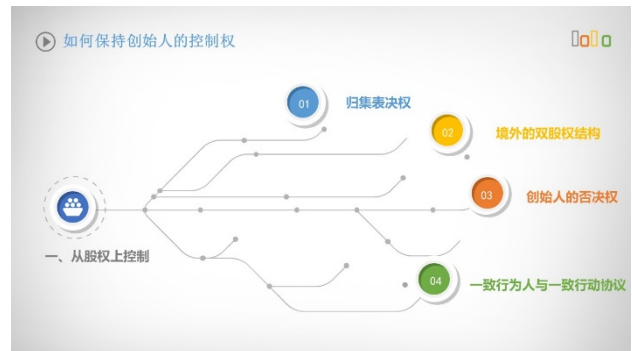 如何保持创始人的控制权
01
归集表决权
02
境外的双股权结构
03
创始人的否决权
一、从股权上控制
04
一致行为人与一致行动协议